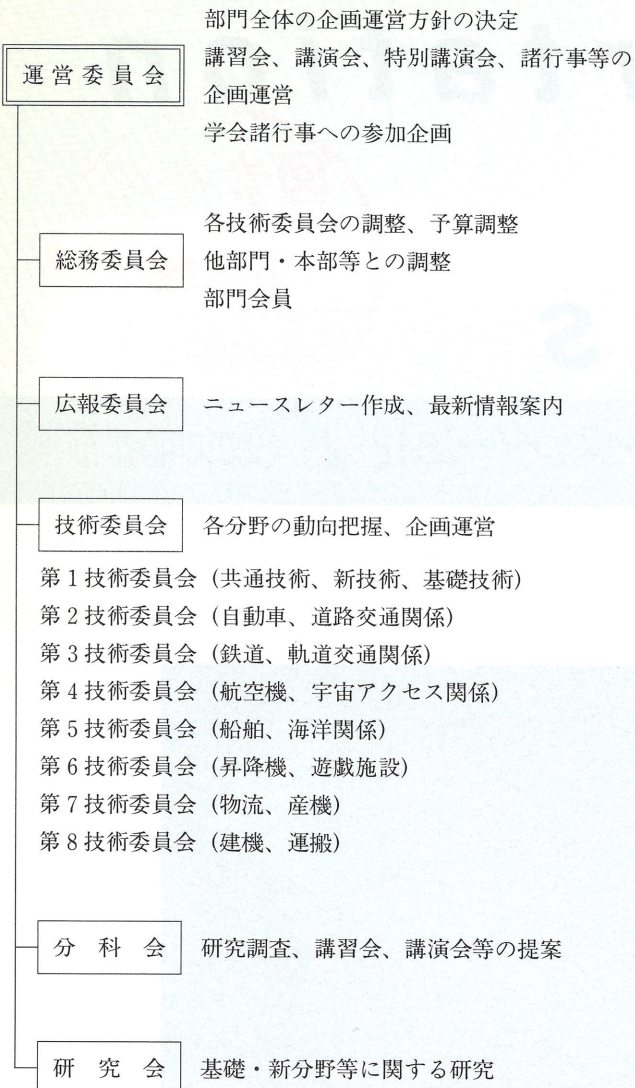 部門全体の企画運営方針の決定
運営委員会 講習会、講演会、特別講演会、諸行事等の
企画運営
学会諸行事への参加企画
各技術委員会の調整、予算調整
総務委員会 他部門・本部等との調整
部門会員
広報委員会 ニュースレター作成、最新情報案内
技術委員会 各分野の動向把握、企画運営
第1技術委員会 (共通技術、新技術、基礎技術)
第2技術委員会 (自動車、道路交通関係)
第3技術委員会 (鉄道、軌道交通関係)
第4技術委員会 (航空機、宇宙アクセス関係)
第5技術委員会 (船舶、海洋関係)
第6技術委員会 (昇降機、遊戯施設)
第7技術委員会 (物流、産機)
第8技術委員会 (建機、運搬)
分科会 研究調査、講習会、講演会等の提案
研究会 基礎・新分野等に関する研究